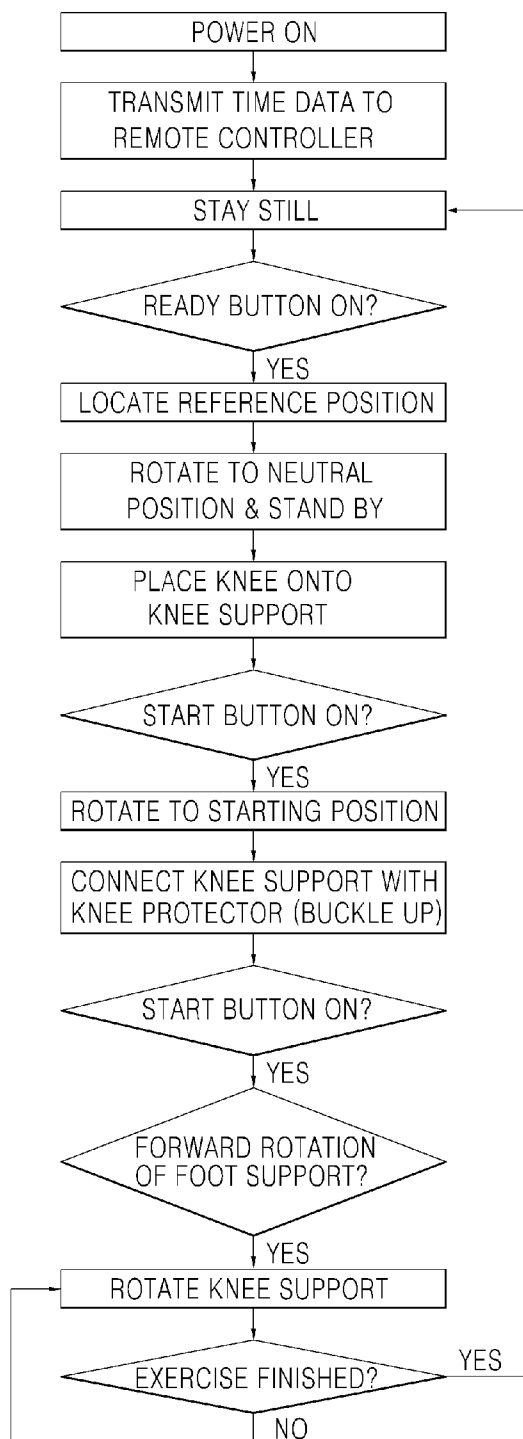 POWER ON
TRANSMIT TIME DATA TO
REMOTE CONTROLLER
STAY STILL
READY BUTTON ON?
YES
LOCATE REFERENCE POSITION
ROTATE TO NEUTRAL
POSITION & STAND BY
PLACE KNEE ONTO
KNEE SUPPORT
START BUTTON ON?
YES
ROTATE TO STARTING POSITION
CONNECT KNEE SUPPORT WITH
KNEE PROTECTOR (BUCKLE UP)
START BUTTON ON?
YES
FORWARD ROTATION
OF FOOT SUPPORT?
YES
ROTATE KNEE SUPPORT
EXERCISE FINISHED?
YES
NO